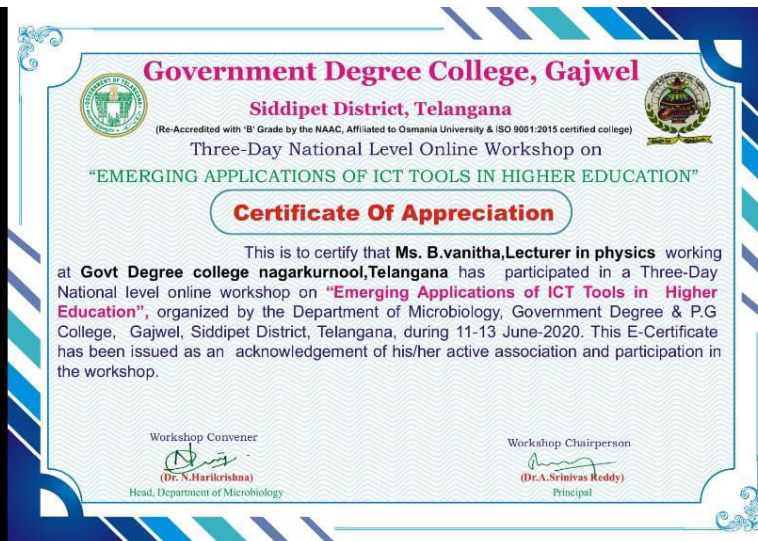 Government Degree College, Gajwel
Siddipet District, Telangana
(Re-Accredited with 'B' Grade by the NAAC, Affiliated to Osmania University & ISO 9001:2015 certified college)
Three-Day National Level Online Workshop on
"EMERGING APPLICATIONS OF ICT TOOLS IN HIGHER EDUCATION"
Certificate Of Appreciation
This is to certify that Ms. B.vanitha,Lecturer in physics working
at Govt Degree college nagarkurnool,Telangana has participated in a Three-Day
National level online workshop on "Emerging Applications of ICT Tools in Higher
Education", organized by the Department of Microbiology, Government Degree & P.G
College, Gajwel, Siddipet District, Telangana, during 11-13 June-2020. This E-Certificate
has been issued as an acknowledgement of his/her active association and participation in
the workshop.
Workshop Convener
(Dr. N.Harikrishna)
Head, Department of Microbiology
Workshop Chairperson
(Dr.A.Srinivas Reddy)
Principal